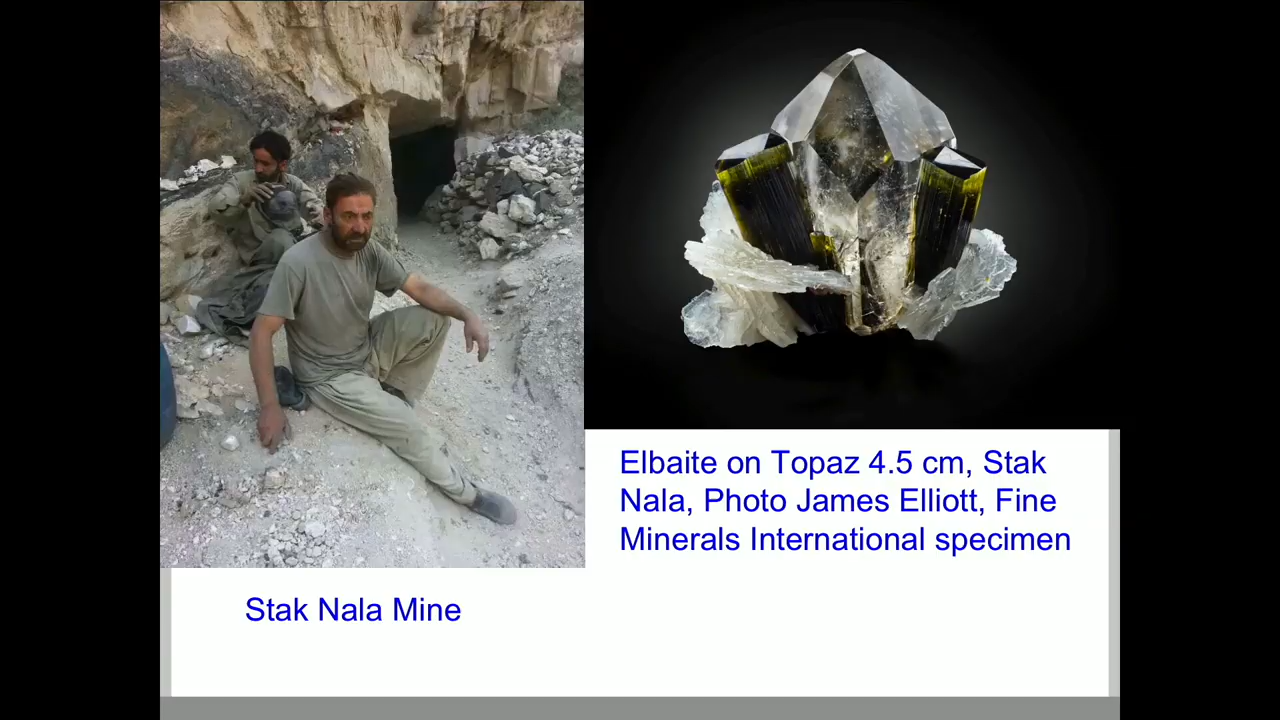 Elbaite on Topaz 4.5 cm, Stak
Nala, Photo James Elliott, Fine
Minerals International specimen
Stak Nala Mine